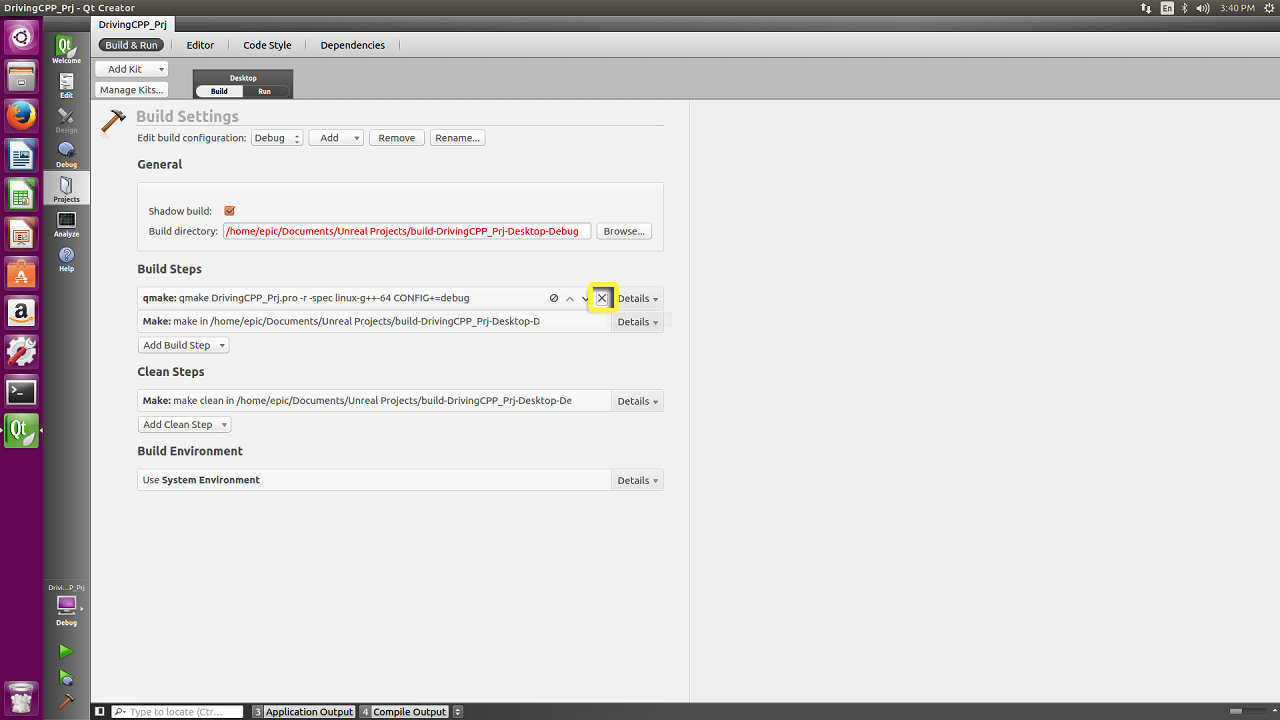 DrivingCPP_Prj - Qt Creator
En
3:40 PM
DrivingCPP_Prj
Build & Run
Editor
Code Style
Dependencies
Add Kit
Manage Kits...
Desktop
Build
Run
Qt
Welcome
Edit
Design
Debug
Projects
Analyze
Help
Build Settings
Edit build configuration:
Debug
Add
Remove
Rename...
General
Shadow build:
Build directory:
/home/epic/Documents/Unreal Projects/build-DrivingCPP_Prj-Desktop-Debug
Browse...
Build Steps
qmake: qmake DrivingCPP_Prj.pro -r -spec linux-g++-64 CONFIG+=debug
Details
Make: make in /home/epic/Documents/Unreal Projects/build-DrivingCPP_Prj-Desktop-D
Details
Add Build Step
Clean Steps
Make: make clean in /home/epic/Documents/Unreal Projects/build-DrivingCPP_Prj-Desktop-De
Details
Add Clean Step
Build Environment
Use System Environment
Details
Qt
Drivi...P_Prj
Debug
Type to locate (Ctr...
3 Application Output
4 Compile Output